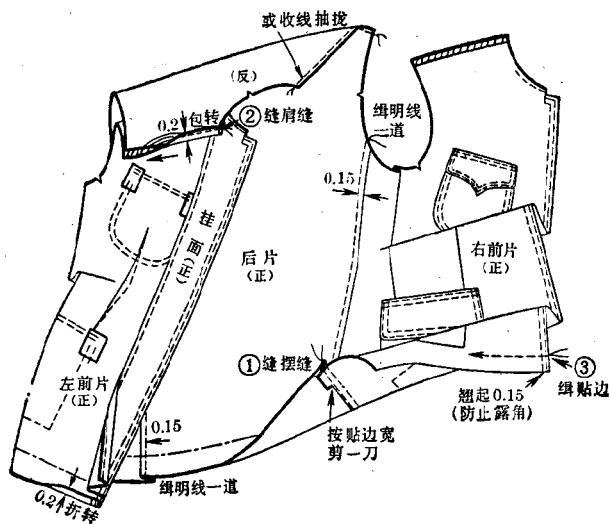 或收线抽拢
(反)
0.2
包转
②缝肩缝
缉明线
一道
0.15
挂面(正)
后片
(正)
右前片
(正)
左前片
(正)
①缝摆缝
③
缉贴边
翘起0.15
(防止露角)
0.15
按贴边宽
剪一刀
缉明线一道
0.2
折转